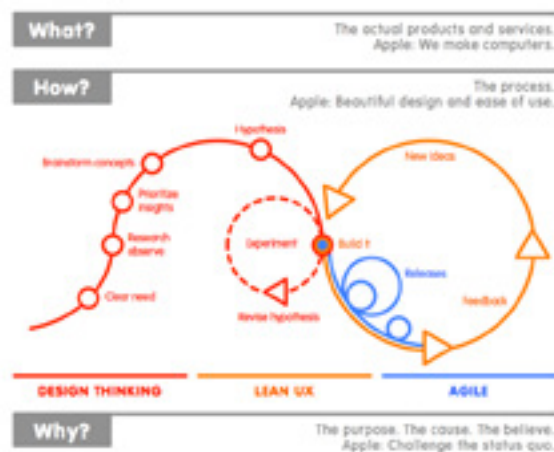 What?
The actual products and services.
Apple: We make computers.
How?
The process.
Apple: Beautiful design and ease of use.
Hypothesis
Brainstorm concepts
New ideas
Prioritize
insights
Research
observe
Experiment
Build it
Releases
Clear need
Feedback
Revise hypothesis
DESIGN THINKING
LEAN UX
AGILE
Why?
The purpose. The cause. The believe.
Apple: Challenge the status quo.